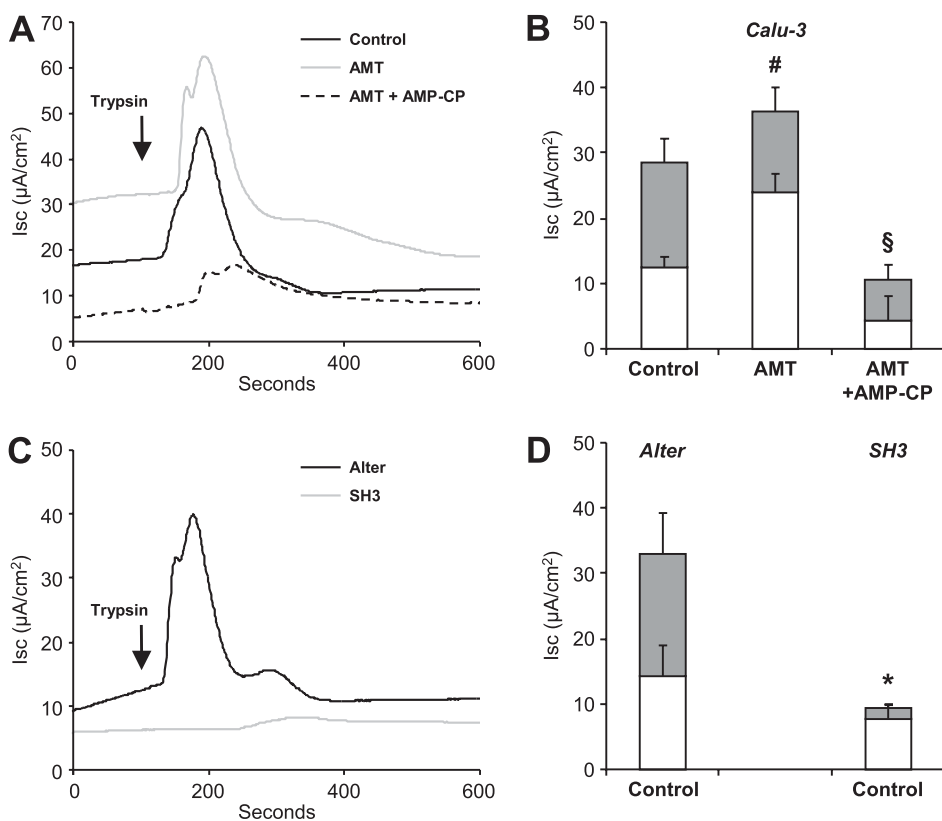 A
70
60
50
40
30
20
10
0
Isc (µA/cm²)
Trypsin
Control
AMT
AMT + AMP-CP
0
200
400
600
Seconds
B
Calu-3
50
40
30
20
10
0
Isc (µA/cm²)
#
§
Control
AMT
AMT
+AMP-CP
C
50
40
30
20
10
0
Isc (µA/cm²)
Trypsin
Alter
SH3
0
200
400
600
Seconds
D
Alter
SH3
50
40
30
20
10
0
Isc (µA/cm²)
*
Control
Control